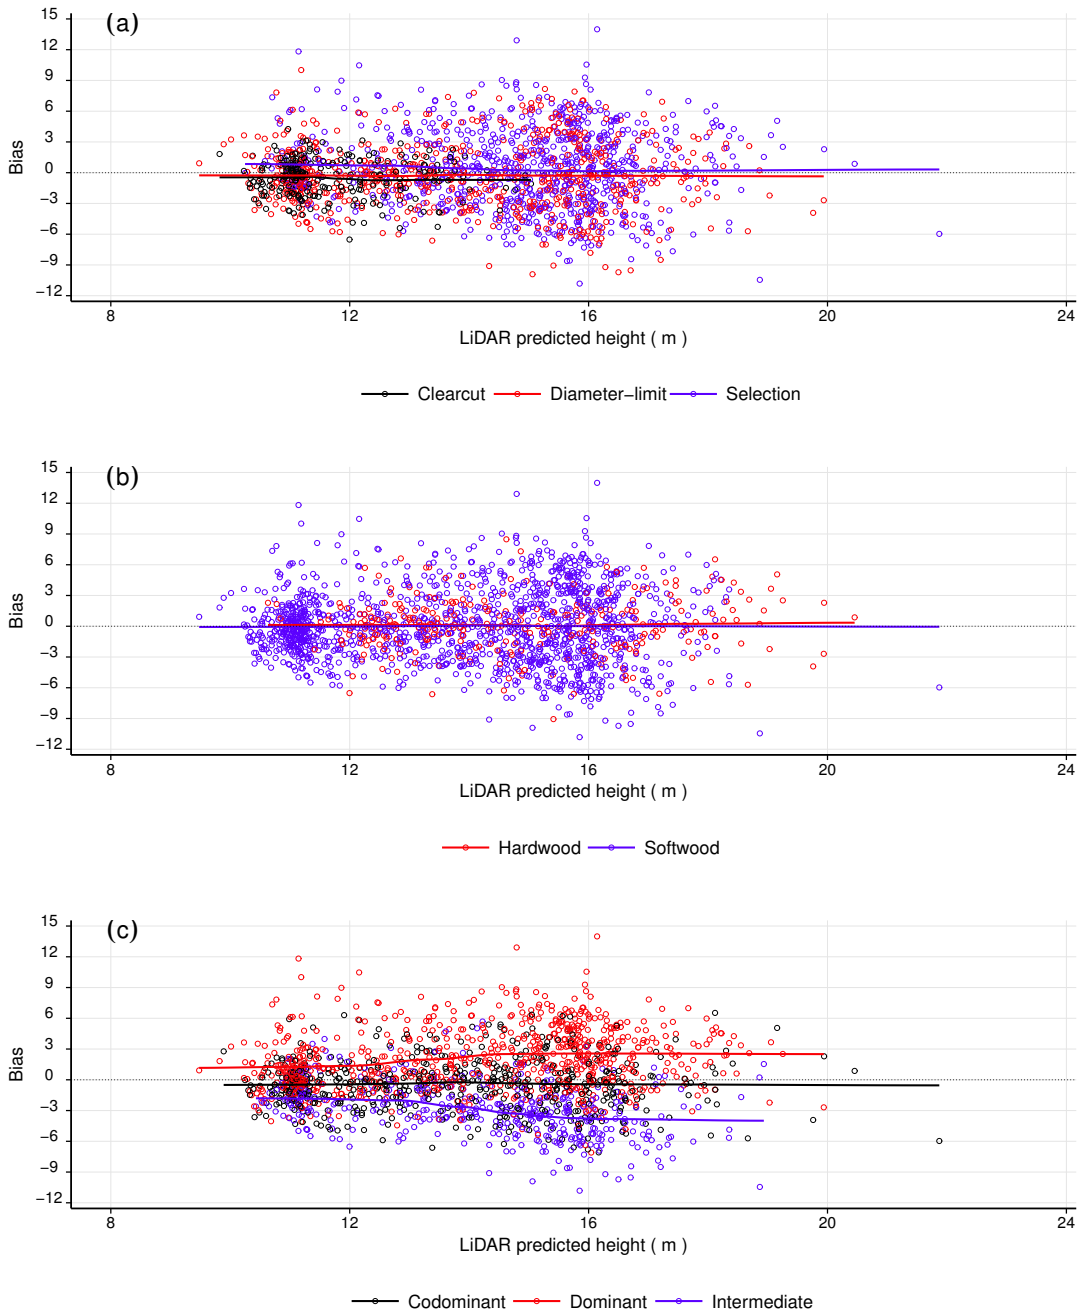 (a)
15
12
9
6
3
0
−3
−6
−9
−12
Bias
8 12 16 20 24
LiDAR predicted height ( m )
Clearcut Diameter−limit Selection
(b)
15
12
9
6
3
0
−3
−6
−9
−12
Bias
8 12 16 20 24
LiDAR predicted height ( m )
Hardwood Softwood
(c)
15
12
9
6
3
0
−3
−6
−9
−12
Bias
8 12 16 20 24
LiDAR predicted height ( m )
Codominant Dominant Intermediate